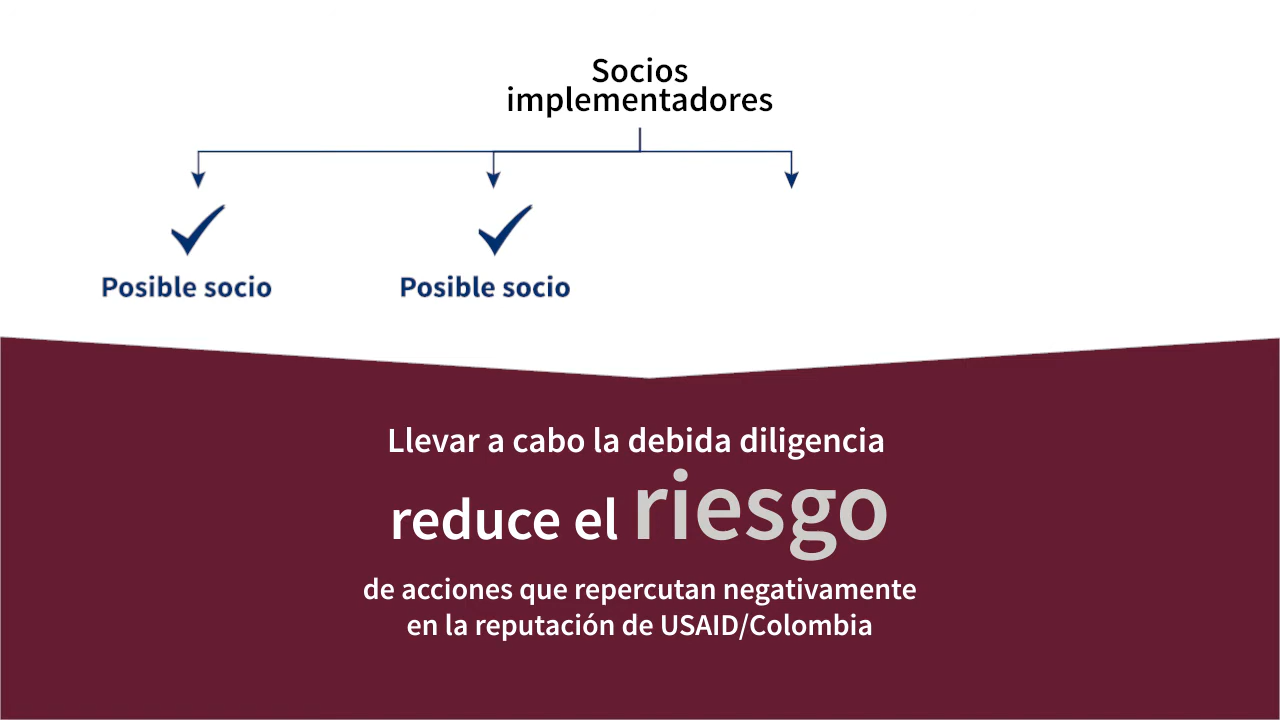 Socios
implementadores
Posible socio
Posible socio
Llevar a cabo la debida diligencia
reduce el riesgo
de acciones que repercutan negativamente
en la reputación de USAID/Colombia